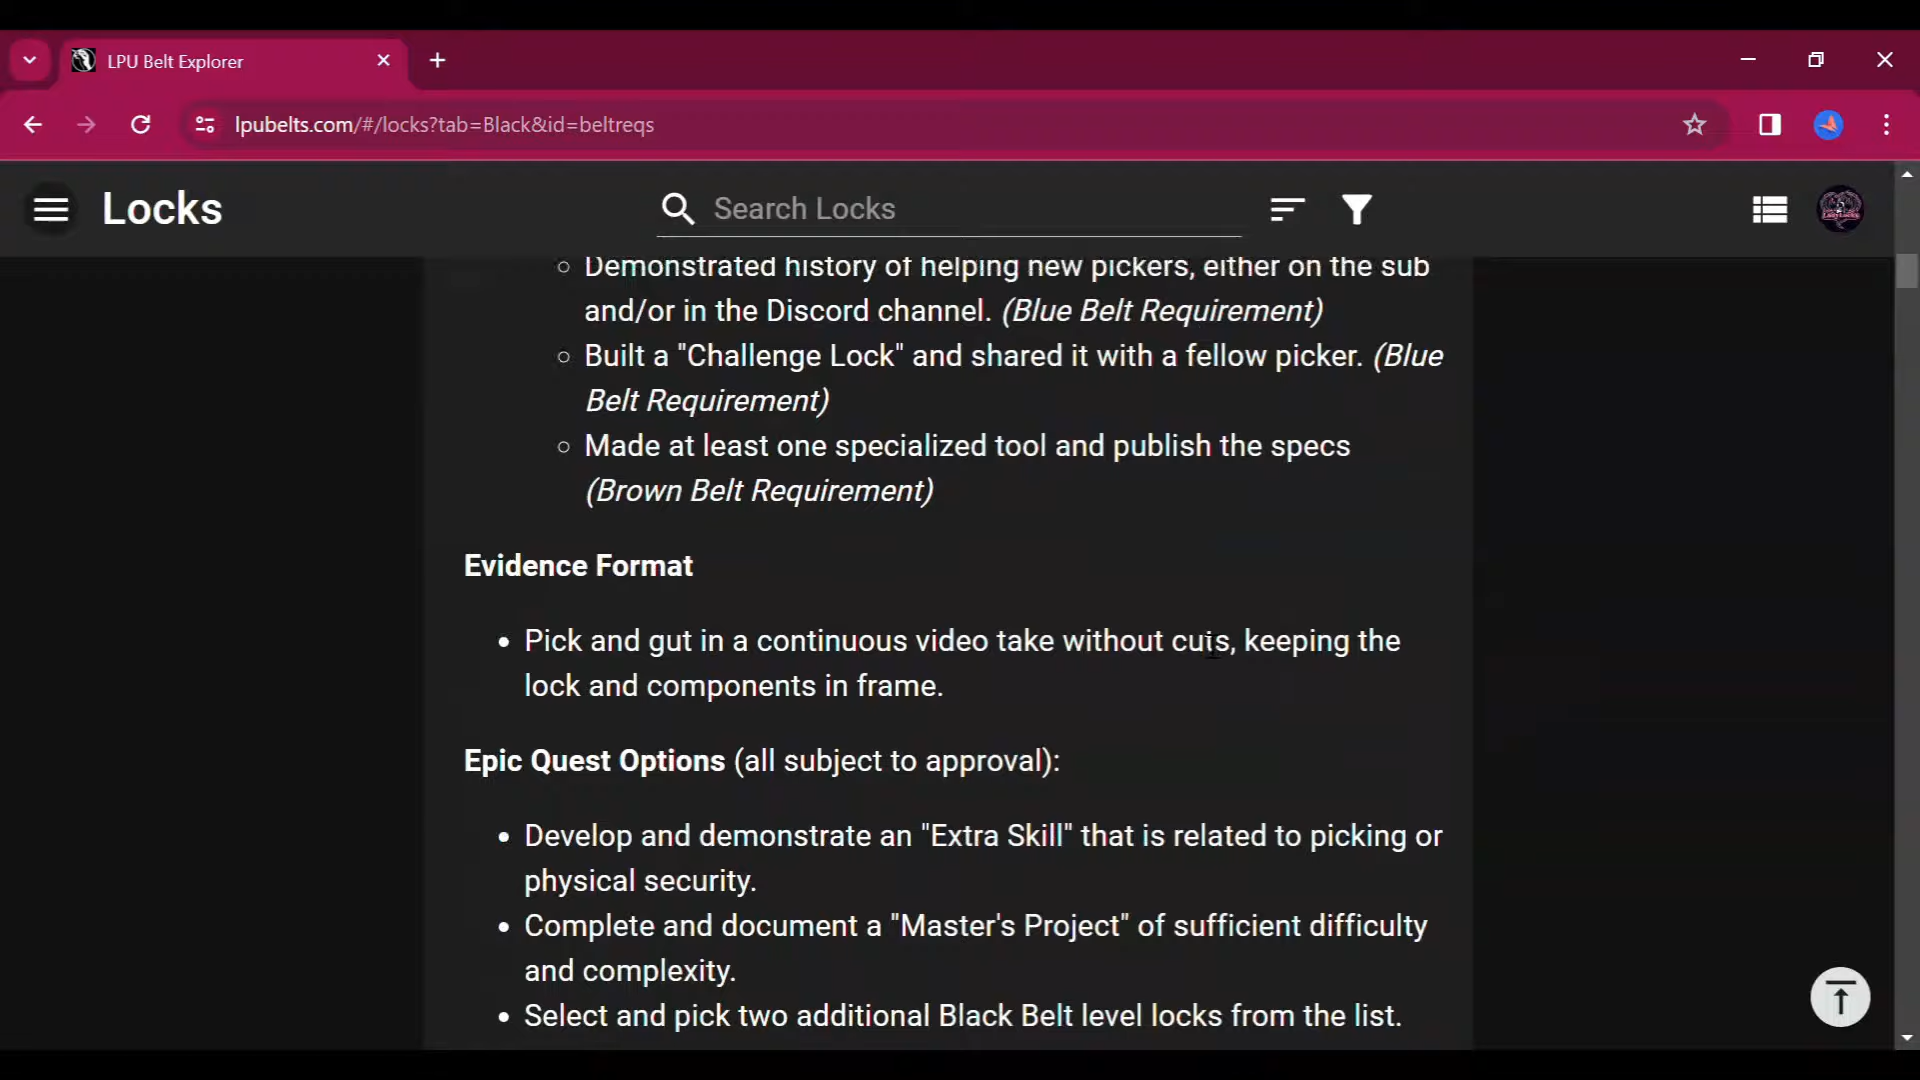 LPU Belt Explorer
lpubelts.com/#/locks?tab=Black&id=beltreqs
Locks
Search Locks
Demonstrated history of helping new pickers, either on the sub
and/or in the Discord channel. (Blue Belt Requirement)
Built a "Challenge Lock" and shared it with a fellow picker. (Blue
Belt Requirement)
Made at least one specialized tool and publish the specs
(Brown Belt Requirement)
Evidence Format
Pick and gut in a continuous video take without cuts, keeping the
lock and components in frame.
Epic Quest Options (all subject to approval):
Develop and demonstrate an "Extra Skill" that is related to picking or
physical security.
Complete and document a "Master's Project" of sufficient difficulty
and complexity.
Select and pick two additional Black Belt level locks from the list.